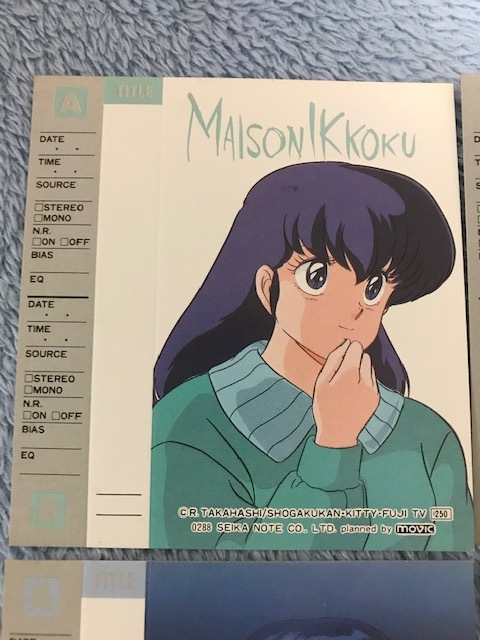 A
TITLE
MAISON IKKOKU
DATE
. .
TIME
. .
SOURCE
□STEREO
□MONO
N.R.
□ON □OFF
BIAS
EQ
DATE
. .
TIME
. .
SOURCE
□STEREO
□MONO
N.R.
□ON □OFF
BIAS
EQ
B
© R. TAKAHASHI/SHOGAKUKAN-KITTY-FUJI TV ¥250
0288 SEIKA NOTE CO., LTD. planned by movic
A
TITLE